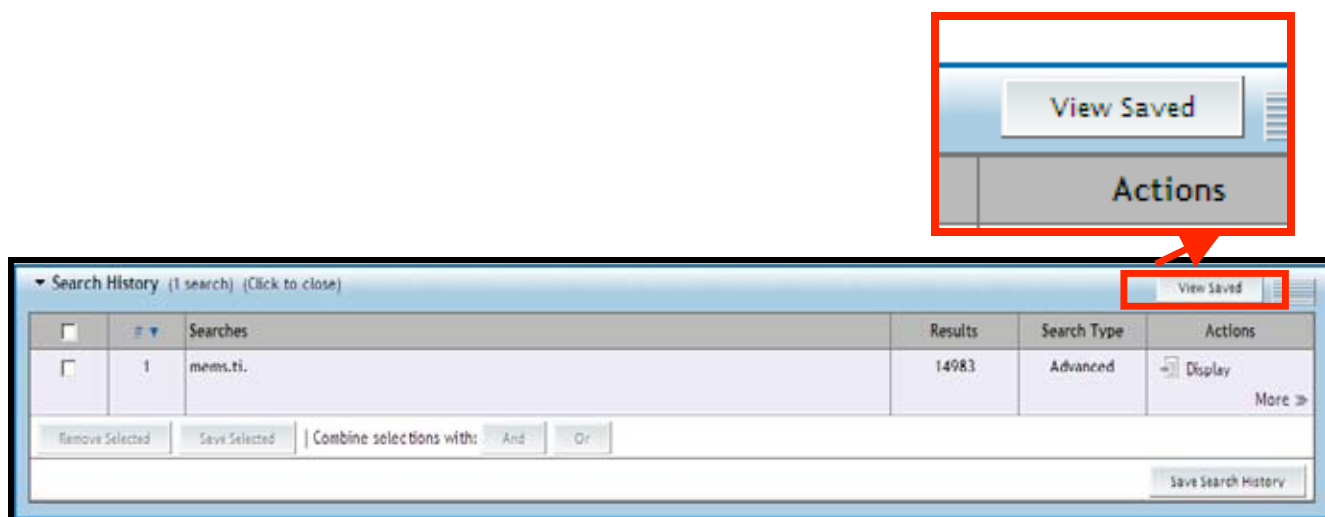 View Saved
Actions
▾ Search History (1 search) (Click to close) View Saved
# ▼ Searches Results Search Type Actions
1 mems.ti. 14983 Advanced Display
More ≫
Remove Selected Save Selected | Combine selections with: And Or
Save Search History